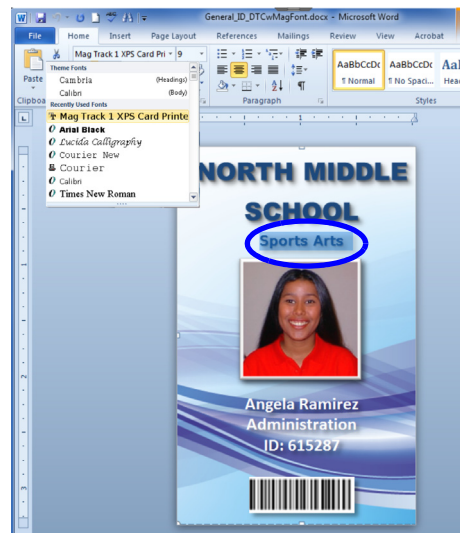 General_ID_DTCwMagFont.docx - Microsoft Word
File Home Insert Page Layout References Mailings Review View Acrobat
Mag Track 1 XPS Card Pri 9
Paste
Clipboa
Theme Fonts
Cambria (Headings)
Calibri (Body)
Recently Used Fonts
Mag Track 1 XPS Card Printe
Arial Black
Lucida Calligraphy
Courier New
Courier
Calibri
Times New Roman
Paragraph
AaBbCcDc AaBbCcDc AaI
¶ Normal ¶ No Spaci... Head
Styles
NORTH MIDDLE
SCHOOL
Sports Arts
Angela Ramirez
Administration
ID: 615287